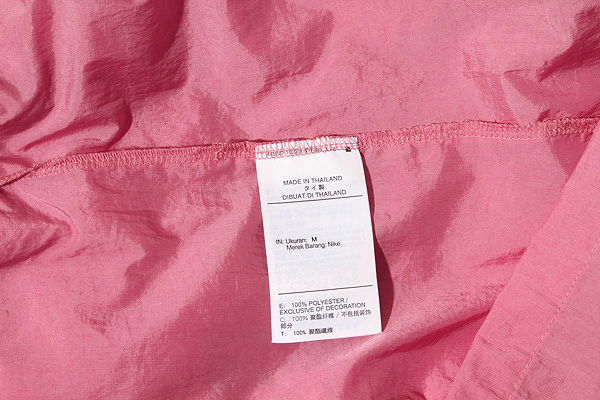 MADE IN THAILAND
タイ製
DIBUAT DI THAILAND
IN: Ukuran: M
Merek Barang: Nike
E: 100% POLYESTER /
EXCLUSIVE OF DECORATION
C: 100% 聚酯纤维 / 不包括装饰
部分
T: 100% 聚酯纖維